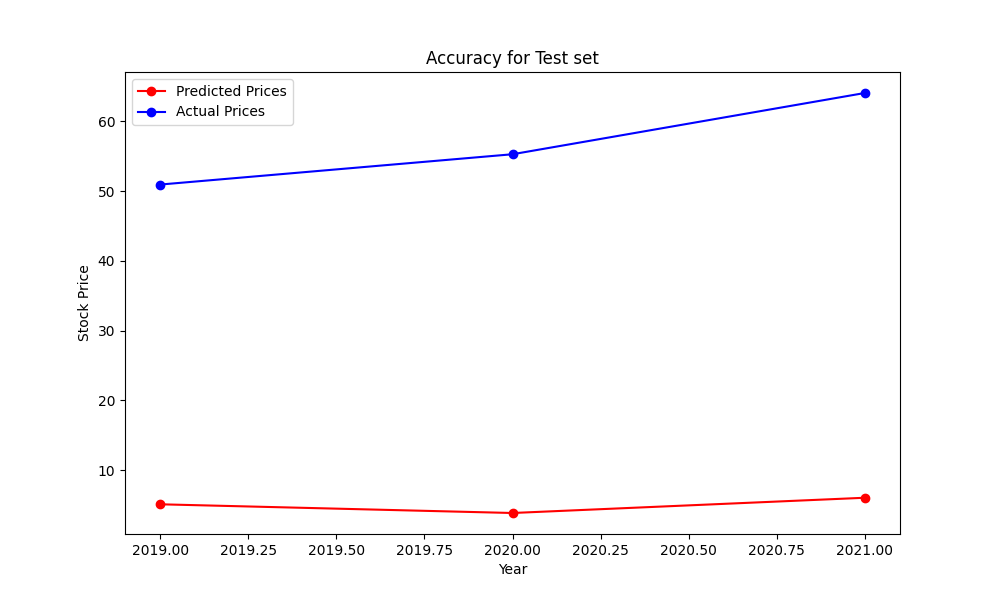 Accuracy for Test set
Predicted Prices
Actual Prices
60
50
40
30
20
10
Stock Price
2019.00 2019.25 2019.50 2019.75 2020.00 2020.25 2020.50 2020.75 2021.00
Year